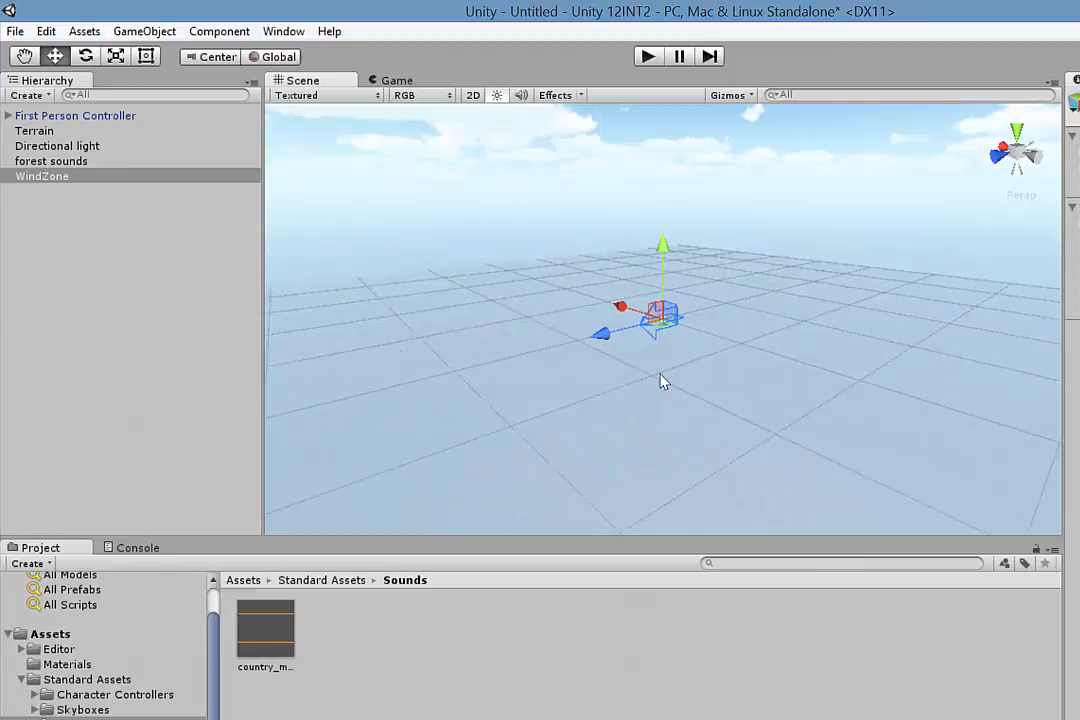 Unity - Untitled - Unity 12INT2 - PC, Mac & Linux Standalone* <DX11>
File Edit Assets GameObject Component Window Help
Center Global
Hierarchy
Scene Game
Create All
Textured RGB 2D Effects Gizmos All
First Person Controller
Terrain
Directional light
forest sounds
WindZone
Persp
Project Console
Create
All Models
All Prefabs
All Scripts
Assets
Editor
Materials
Standard Assets
Character Controllers
Skyboxes
Assets Standard Assets Sounds
country_m...